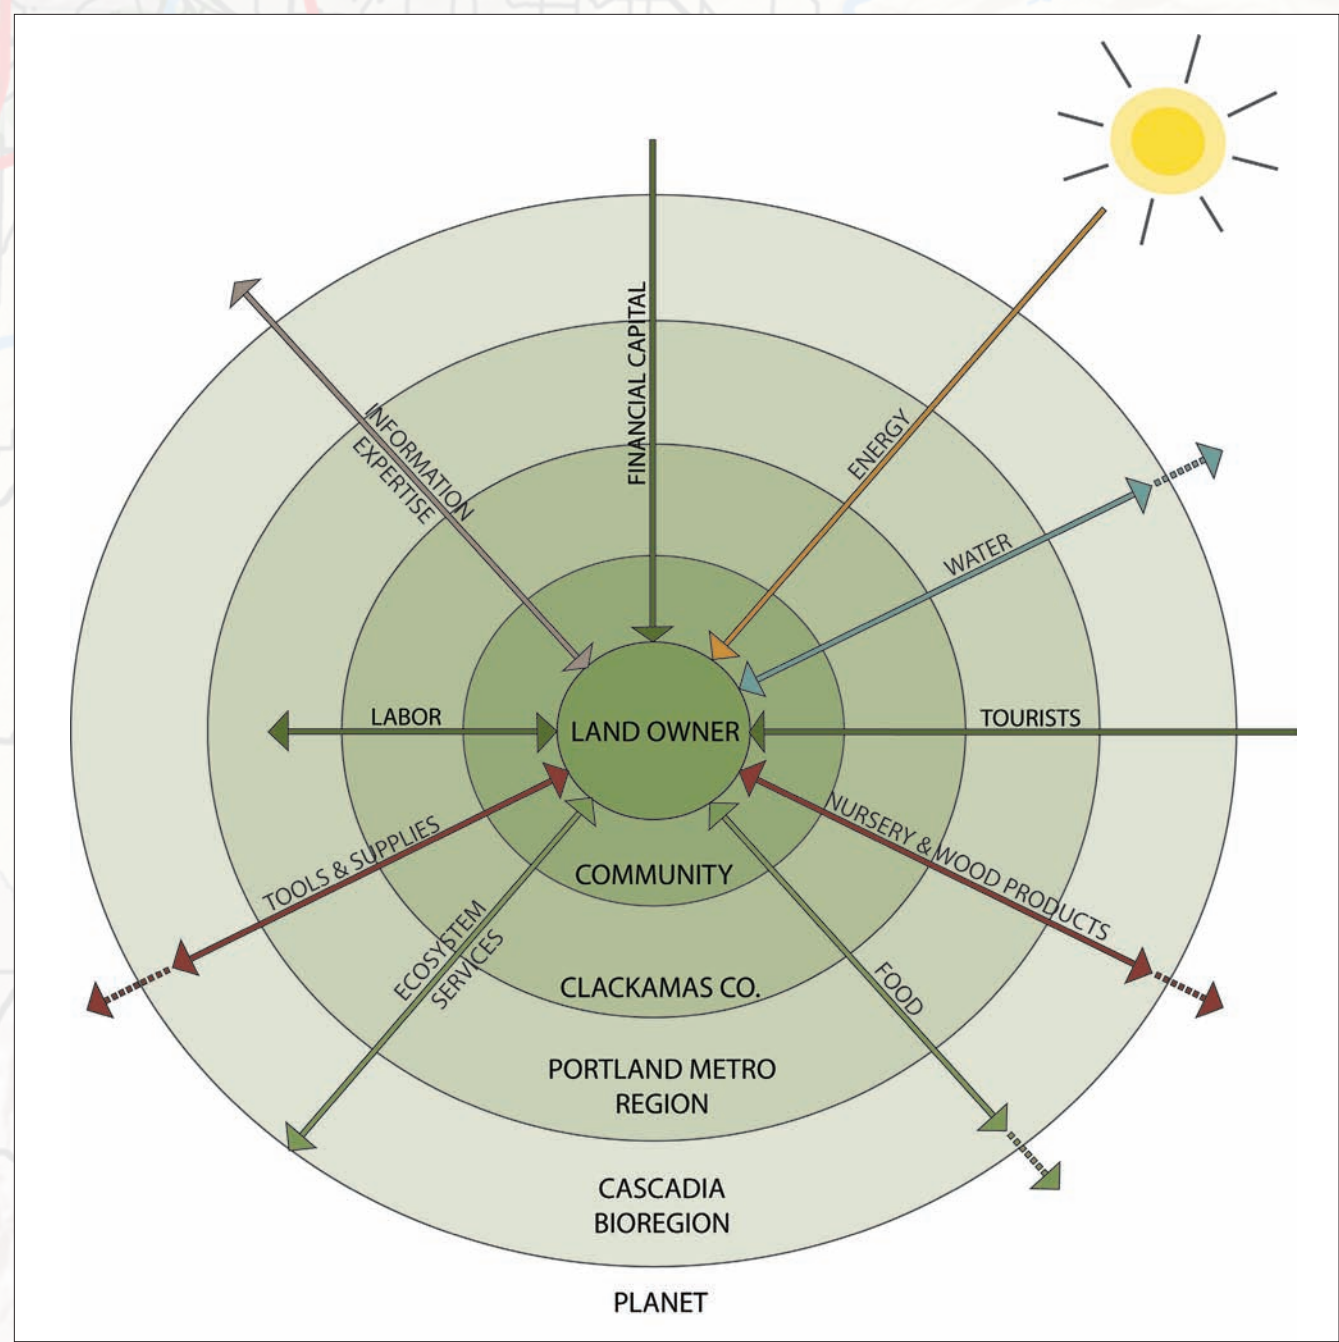 FINANCIAL CAPITAL
INFORMATION
EXPERTISE
ENERGY
WATER
LABOR
LAND OWNER
TOURISTS
TOOLS & SUPPLIES
NURSERY & WOOD PRODUCTS
COMMUNITY
ECOSYSTEM
SERVICES
FOOD
CLACKAMAS CO.
PORTLAND METRO
REGION
CASCADIA
BIOREGION
PLANET